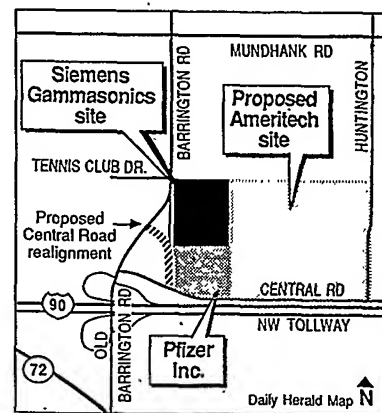 MUNDHANK RD
Siemens
Gammasonics
site
BARRINGTON RD
HUNTINGTON
Proposed
Ameritech
site
TENNIS CLUB DR.
Proposed
Central Road
realignment
CENTRAL RD
90
NW TOLLWAY
OLD
BARRINGTON RD
Pfizer
Inc.
72
Daily Herald Map N